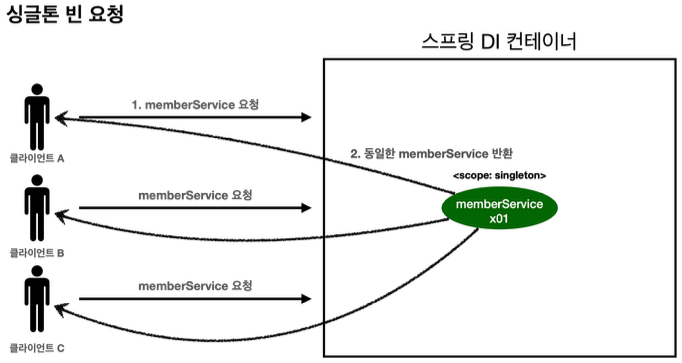 싱글톤 빈 요청
스프링 DI 컨테이너
1. memberService 요청
클라이언트 A
2. 동일한 memberService 반환
<scope: singleton>
memberService 요청
memberService
x01
클라이언트 B
memberService 요청
클라이언트 C